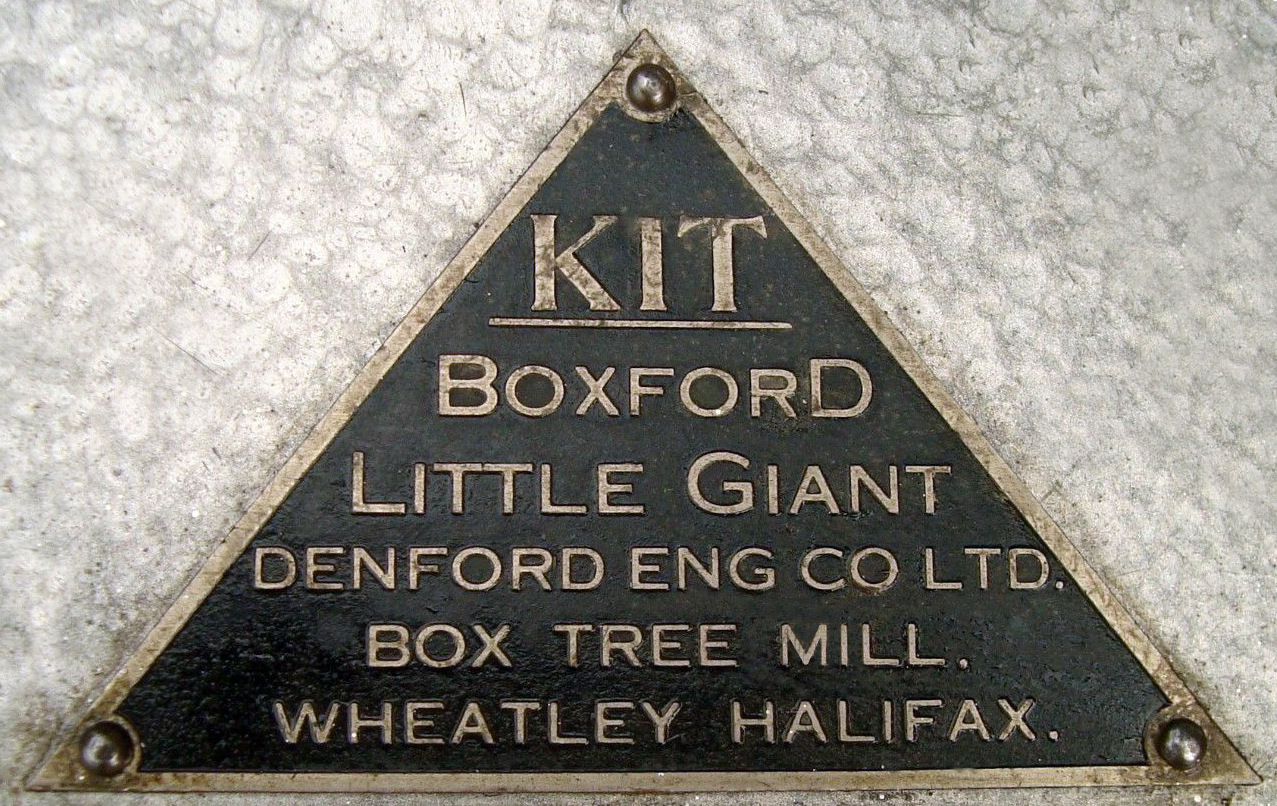 KIT
BOXFORD
LITTLE GIANT
DENFORD ENG CO LTD.
BOX TREE MILL.
WHEATLEY HALIFAX.